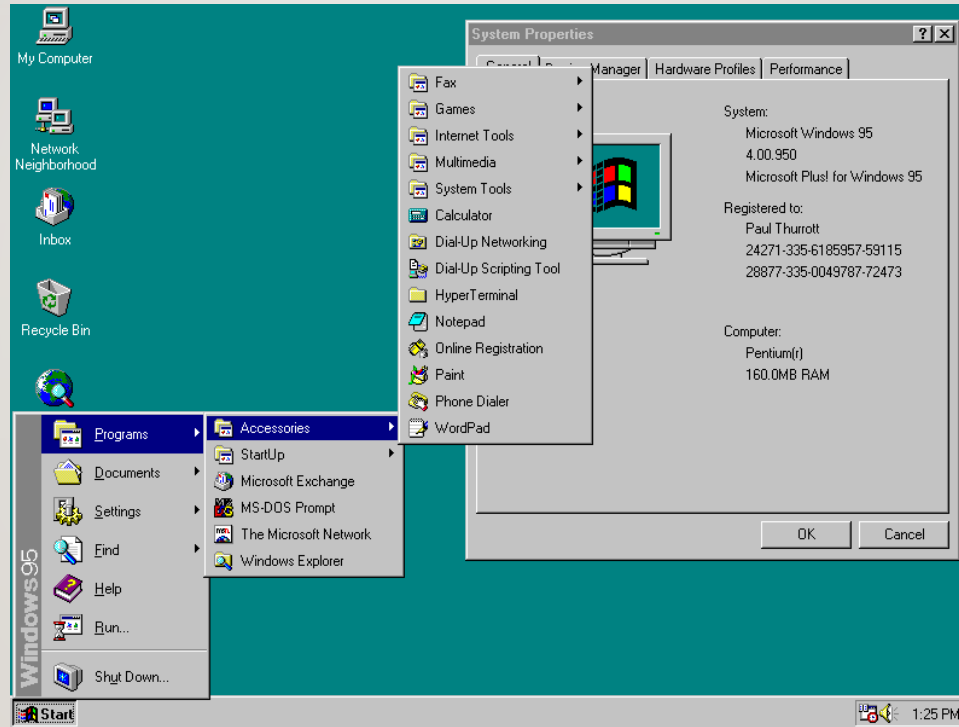 My Computer
Network
Neighborhood
Inbox
Recycle Bin
System Properties
Manager
Hardware Profiles
Performance
System:
Microsoft Windows 95
4.00.950
Microsoft Plus! for Windows 95
Registered to:
Paul Thurrott
24271-335-6185957-59115
28877-335-0049787-72473
Computer:
Pentium(r)
160.0MB RAM
OK
Cancel
Fax
Games
Internet Tools
Multimedia
System Tools
Calculator
Dial-Up Networking
Dial-Up Scripting Tool
HyperTerminal
Notepad
Online Registration
Paint
Phone Dialer
WordPad
Accessories
StartUp
Microsoft Exchange
MS-DOS Prompt
The Microsoft Network
Windows Explorer
Programs
Documents
Settings
Find
Help
Run...
Shut Down...
Windows95
Start
1:25 PM